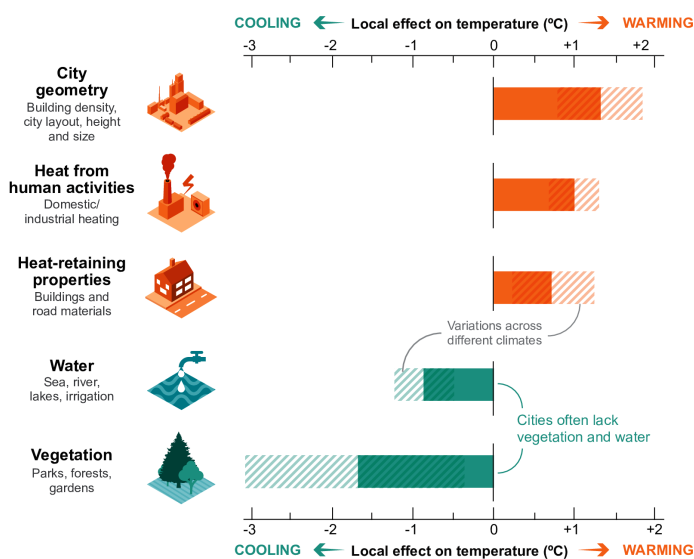 COOLING Local effect on temperature (ºC) WARMING
-3 -2 -1 0 +1 +2
City
geometry
Building density,
city layout, height
and size
Heat from
human activities
Domestic/
industrial heating
Heat-retaining
properties
Buildings and
road materials
Variations across
different climates
Water
Sea, river,
lakes, irrigation
Cities often lack
vegetation and water
Vegetation
Parks, forests,
gardens
-3 -2 -1 0 +1 +2
COOLING Local effect on temperature (ºC) WARMING